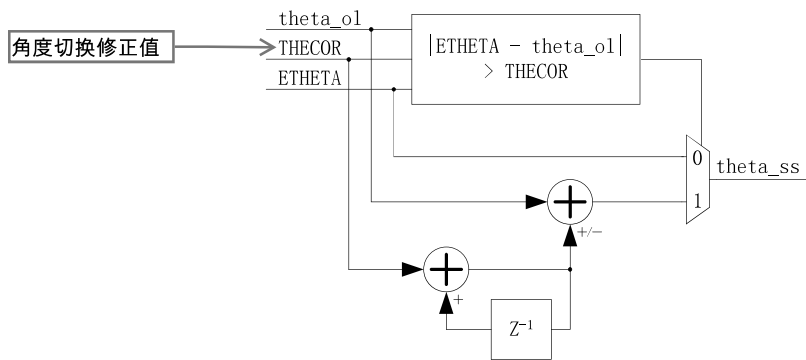 theta_ol
角度切换修正值
THECOR
ETHETA
|ETHETA - theta_ol|
> THECOR
0
theta_ss
1
+/-
+
Z⁻¹